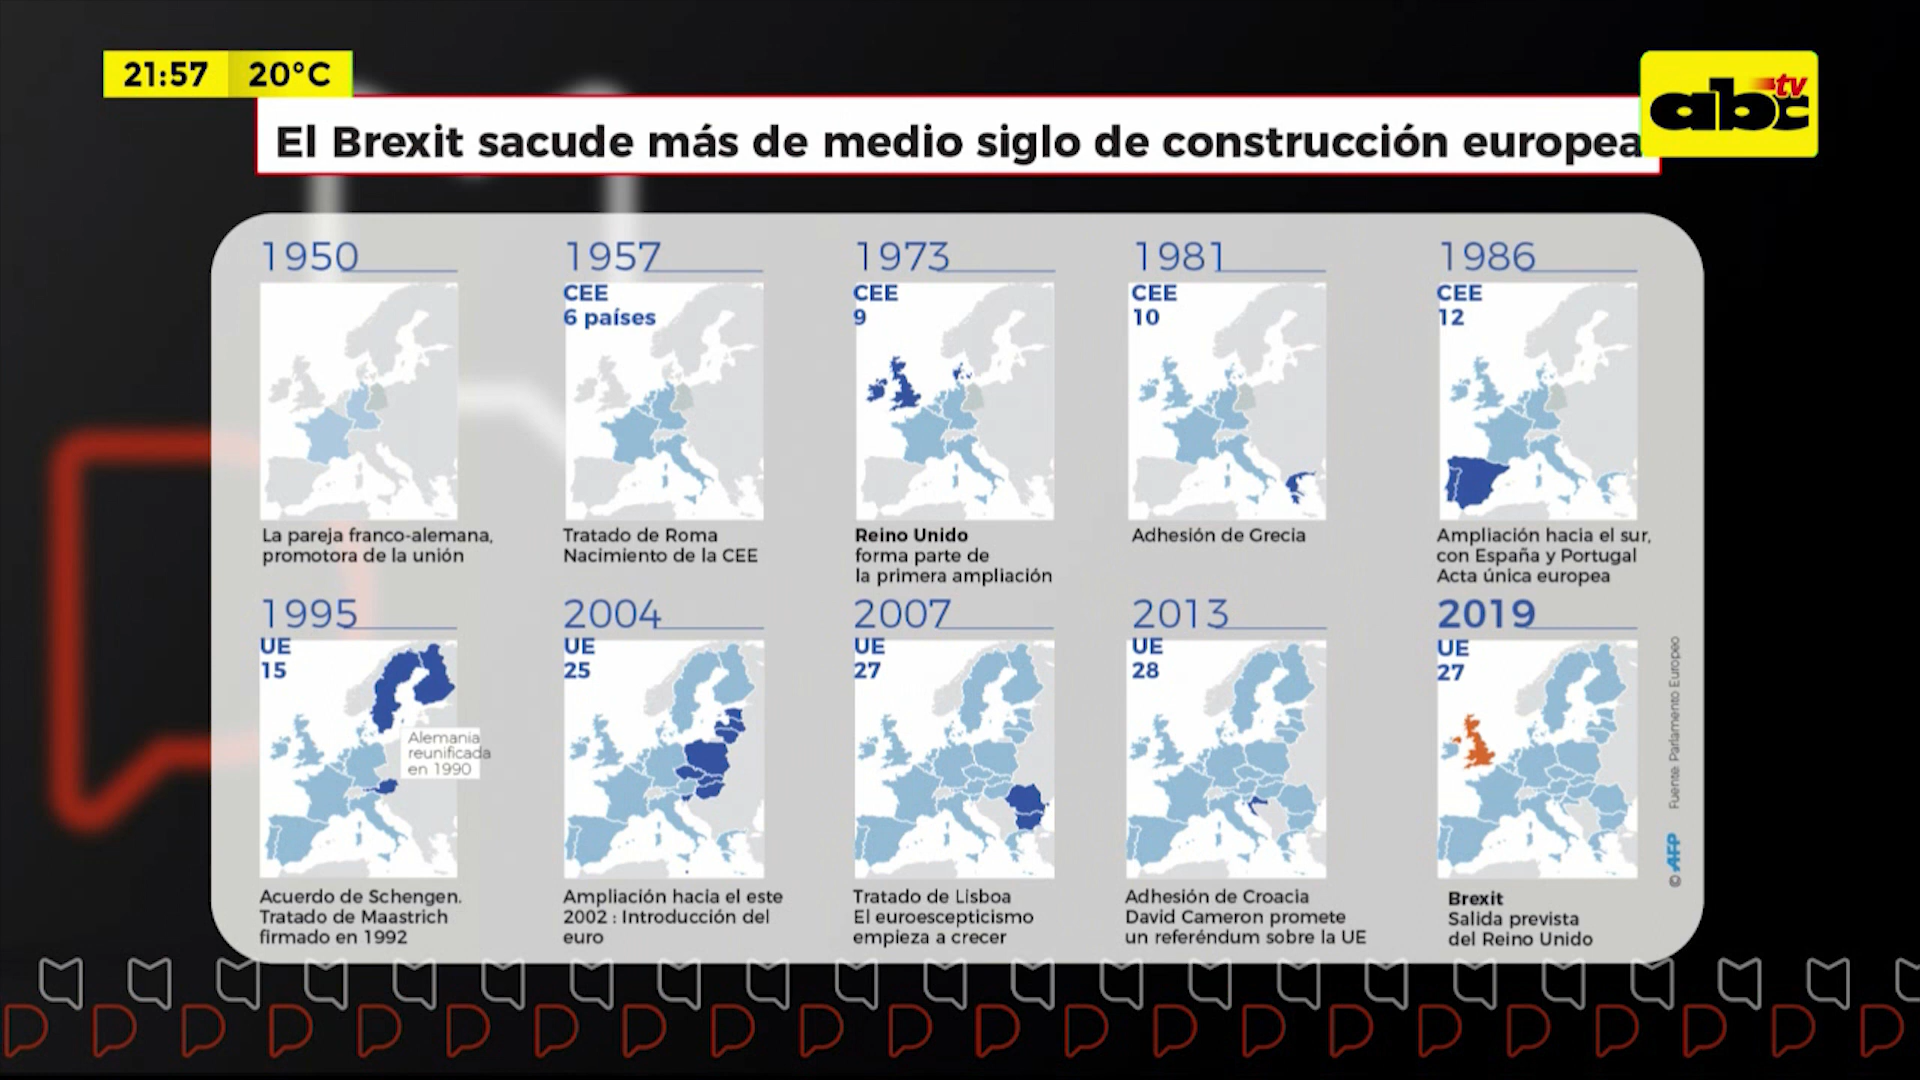 21:57 20°C
abc tv
El Brexit sacude más de medio siglo de construcción europea
1950
La pareja franco-alemana,
promotora de la unión
1957
CEE
6 países
Tratado de Roma
Nacimiento de la CEE
1973
CEE
9
Reino Unido
forma parte de
la primera ampliación
1981
CEE
10
Adhesión de Grecia
1986
CEE
12
Ampliación hacia el sur,
con España y Portugal
Acta única europea
1995
UE
15
Alemania
reunificada
en 1990
Acuerdo de Schengen.
Tratado de Maastrich
firmado en 1992
2004
UE
25
Ampliación hacia el este
2002 : Introducción del
euro
2007
UE
27
Tratado de Lisboa
El euroescepticismo
empieza a crecer
2013
UE
28
Adhesión de Croacia
David Cameron promete
un referéndum sobre la UE
2019
UE
27
Brexit
Salida prevista
del Reino Unido
Fuente: Parlamento Europeo
© AFP